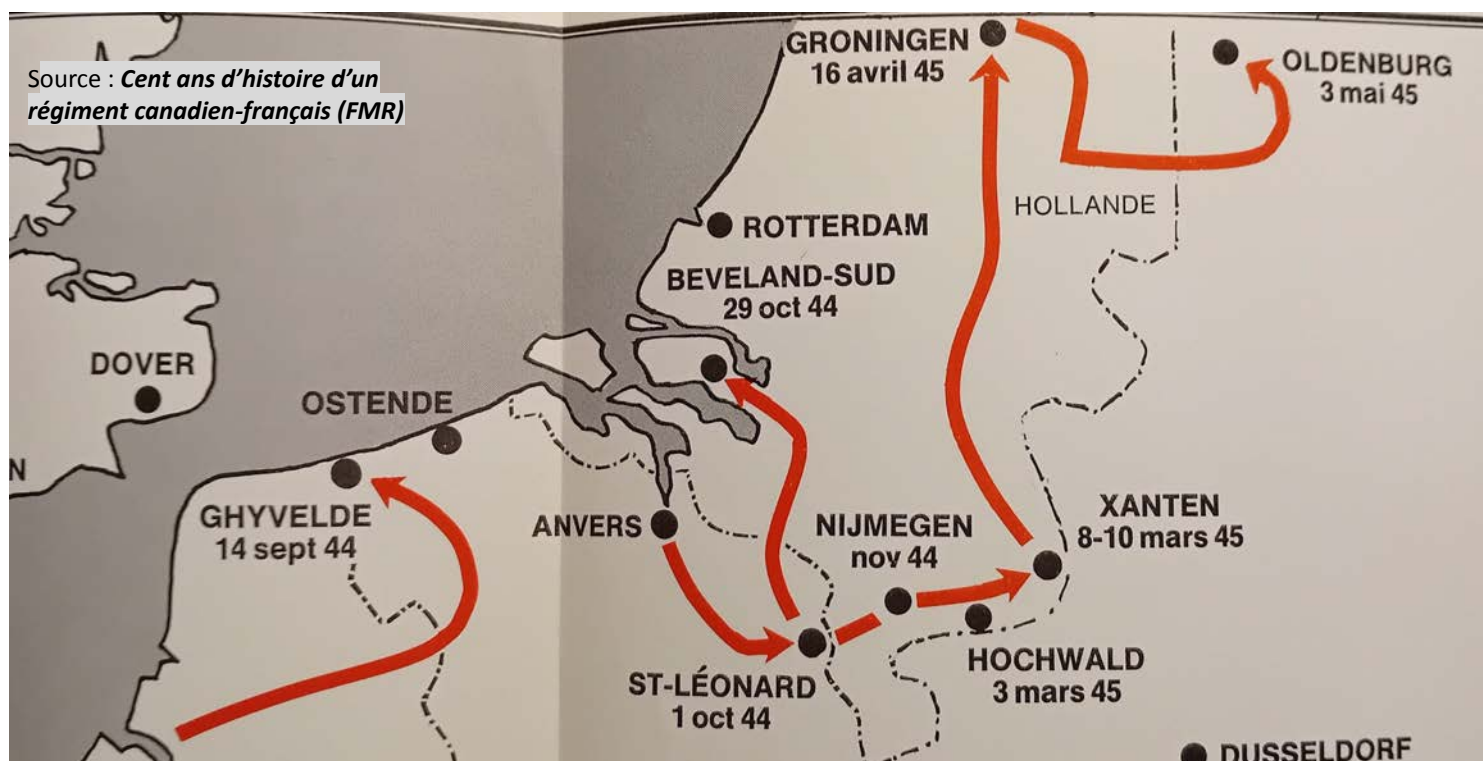 Source : Cent ans d'histoire d'un
régiment canadien-français (FMR)
GRONINGEN
16 avril 45
OLDENBURG
3 mai 45
HOLLANDE
ROTTERDAM
BEVELAND-SUD
29 oct 44
DOVER
OSTENDE
N
GHYVELDE
14 sept 44
ANVERS
NIJMEGEN
nov 44
XANTEN
8-10 mars 45
ST-LÉONARD
1 oct 44
HOCHWALD
3 mars 45
DUSSELDORF